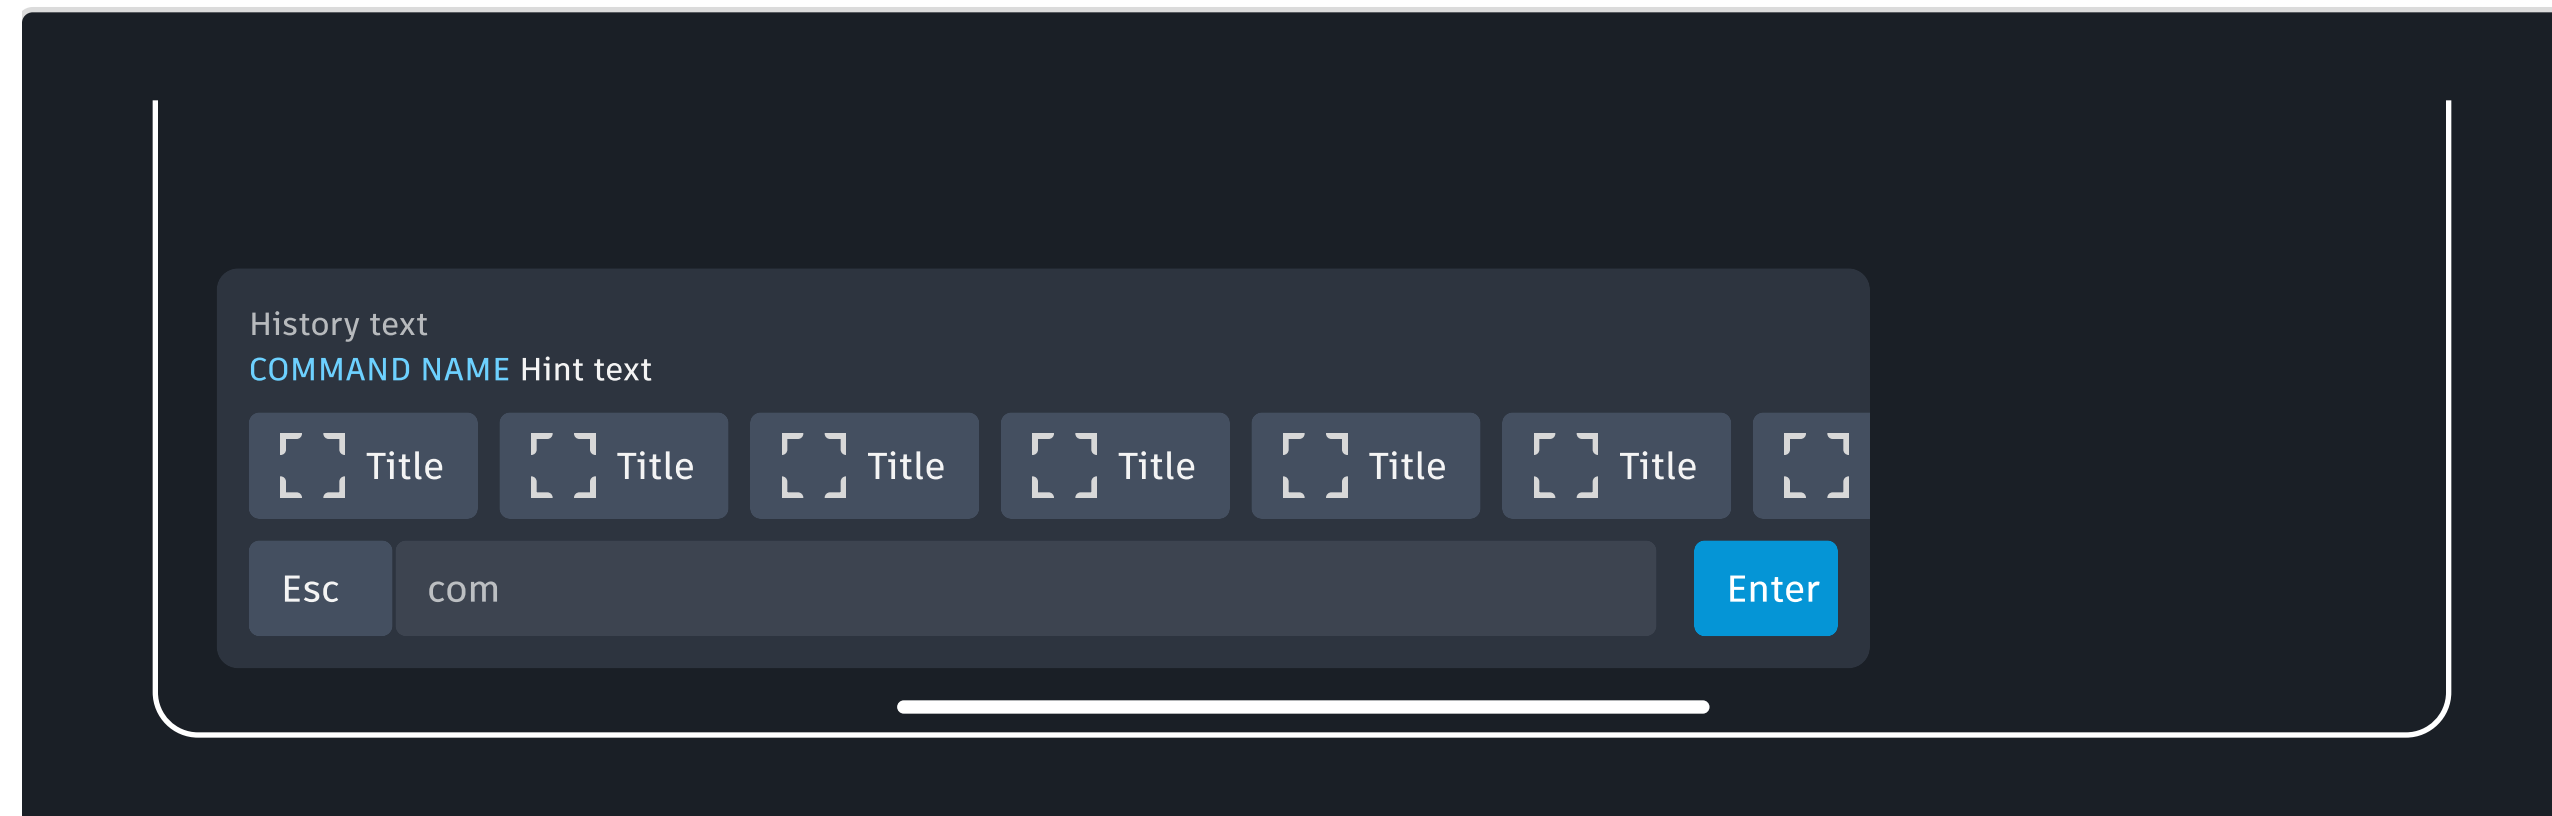 History text
COMMAND NAME Hint text
Title Title Title Title Title Title
Esc com Enter